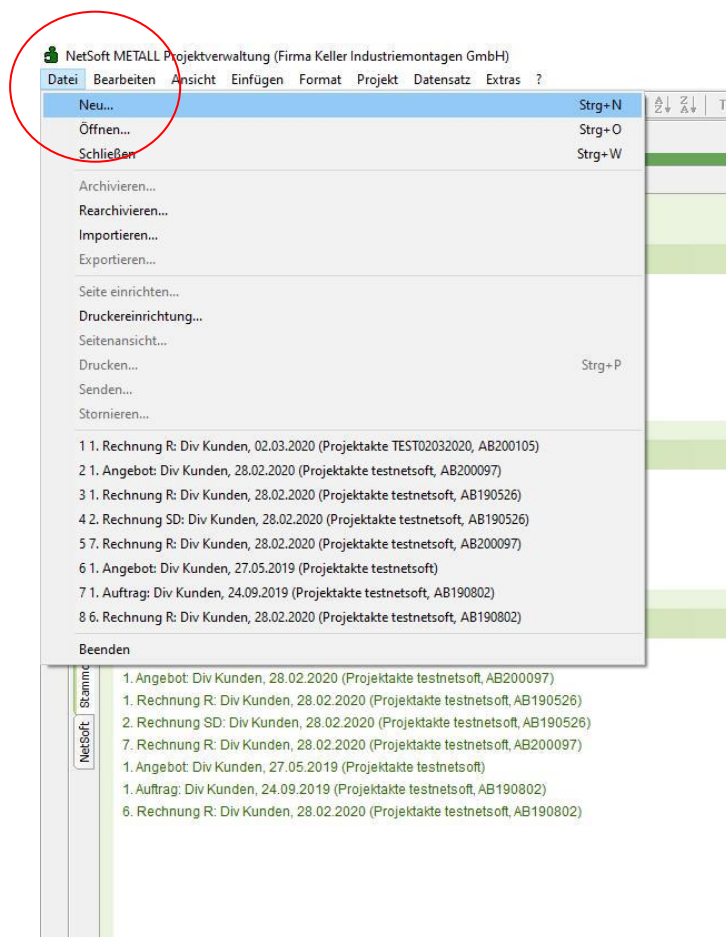 NetSoft METALL Projektverwaltung (Firma Keller Industriemontagen GmbH)
Datei Bearbeiten Ansicht Einfügen Format Projekt Datensatz Extras ?
Neu... Strg+N
Öffnen... Strg+O
Schließen Strg+W
Archivieren...
Rearchivieren...
Importieren...
Exportieren...
Seite einrichten...
Druckereinrichtung...
Seitenansicht...
Drucken... Strg+P
Senden...
Stornieren...
1 1. Rechnung R: Div Kunden, 02.03.2020 (Projektakte TEST02032020, AB200105)
2 1. Angebot: Div Kunden, 28.02.2020 (Projektakte testnetsoft, AB200097)
3 1. Rechnung R: Div Kunden, 28.02.2020 (Projektakte testnetsoft, AB190526)
4 2. Rechnung SD: Div Kunden, 28.02.2020 (Projektakte testnetsoft, AB190526)
5 7. Rechnung R: Div Kunden, 28.02.2020 (Projektakte testnetsoft, AB200097)
6 1. Angebot: Div Kunden, 27.05.2019 (Projektakte testnetsoft)
7 1. Auftrag: Div Kunden, 24.09.2019 (Projektakte testnetsoft, AB190802)
8 6. Rechnung R: Div Kunden, 28.02.2020 (Projektakte testnetsoft, AB190802)
Beenden
1. Angebot: Div Kunden, 28.02.2020 (Projektakte testnetsoft, AB200097)
1. Rechnung R: Div Kunden, 28.02.2020 (Projektakte testnetsoft, AB190526)
2. Rechnung SD: Div Kunden, 28.02.2020 (Projektakte testnetsoft, AB190526)
7. Rechnung R: Div Kunden, 28.02.2020 (Projektakte testnetsoft, AB200097)
1. Angebot: Div Kunden, 27.05.2019 (Projektakte testnetsoft)
1. Auftrag: Div Kunden, 24.09.2019 (Projektakte testnetsoft, AB190802)
6. Rechnung R: Div Kunden, 28.02.2020 (Projektakte testnetsoft, AB190802)
NetSoft